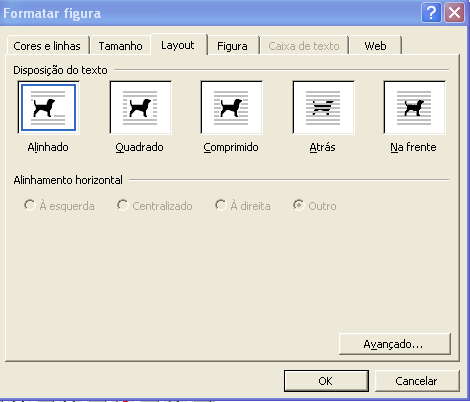 Formatar figura
Cores e linhas Tamanho Layout Figura Caixa de texto Web
Disposição do texto
Alinhado Quadrado Comprimido Atrás Na frente
Alinhamento horizontal
À esquerda Centralizado À direita Outro
Avançado...
OK Cancelar